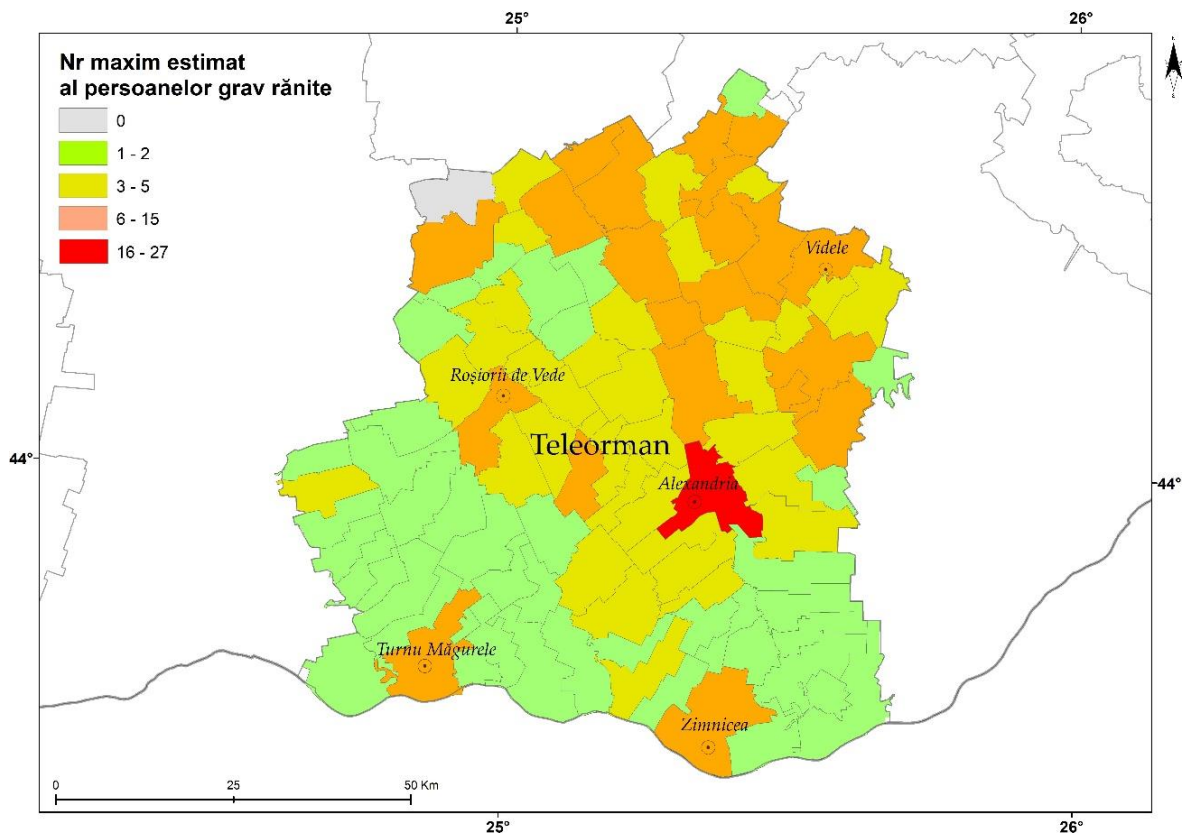 25°
26°
Nr maxim estimat
al persoanelor grav rănite
0
1 - 2
3 - 5
6 - 15
16 - 27
Videle
Roșiorii de Vede
Teleorman
44°
44°
Alexandria
Turnu Măgurele
Zimnicea
0
25
50 Km
25°
26°